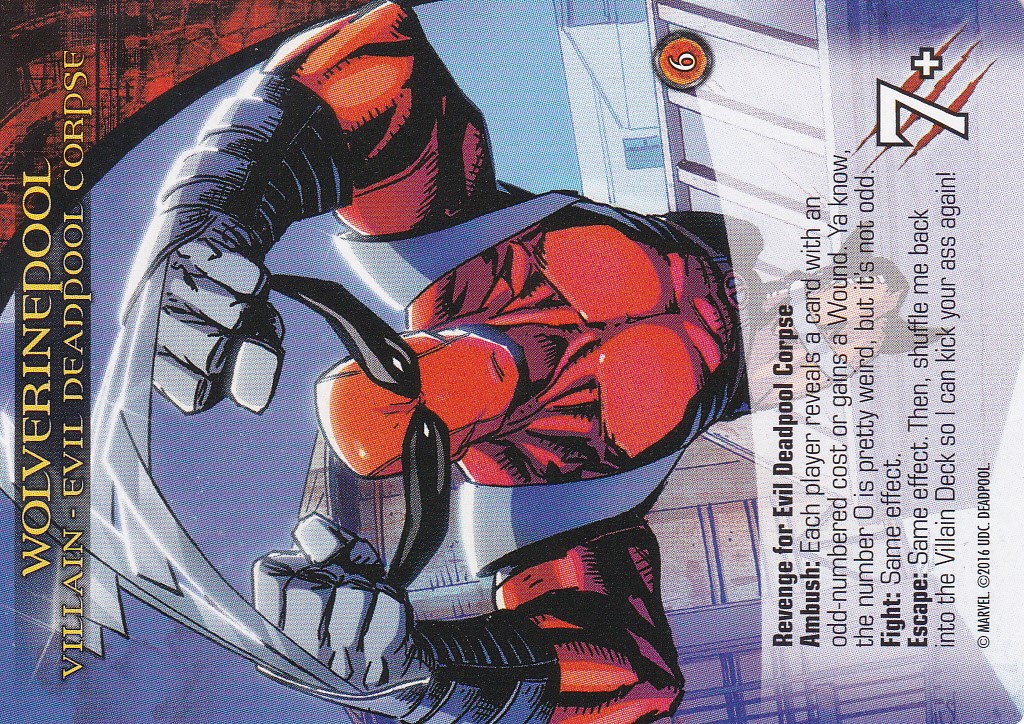 WOLVERINEPOOL
VILLAIN - EVIL DEADPOOL CORPSE
6
Revenge for Evil Deadpool Corpse
Ambush: Each player reveals a card with an
odd-numbered cost or gains a Wound. Ya know,
the number 0 is pretty weird, but it's not odd.
Fight: Same effect.
Escape: Same effect. Then, shuffle me back
into the Villain Deck so I can kick your ass again!
7+
© MARVEL. ©2016 UDC. DEADPOOL.